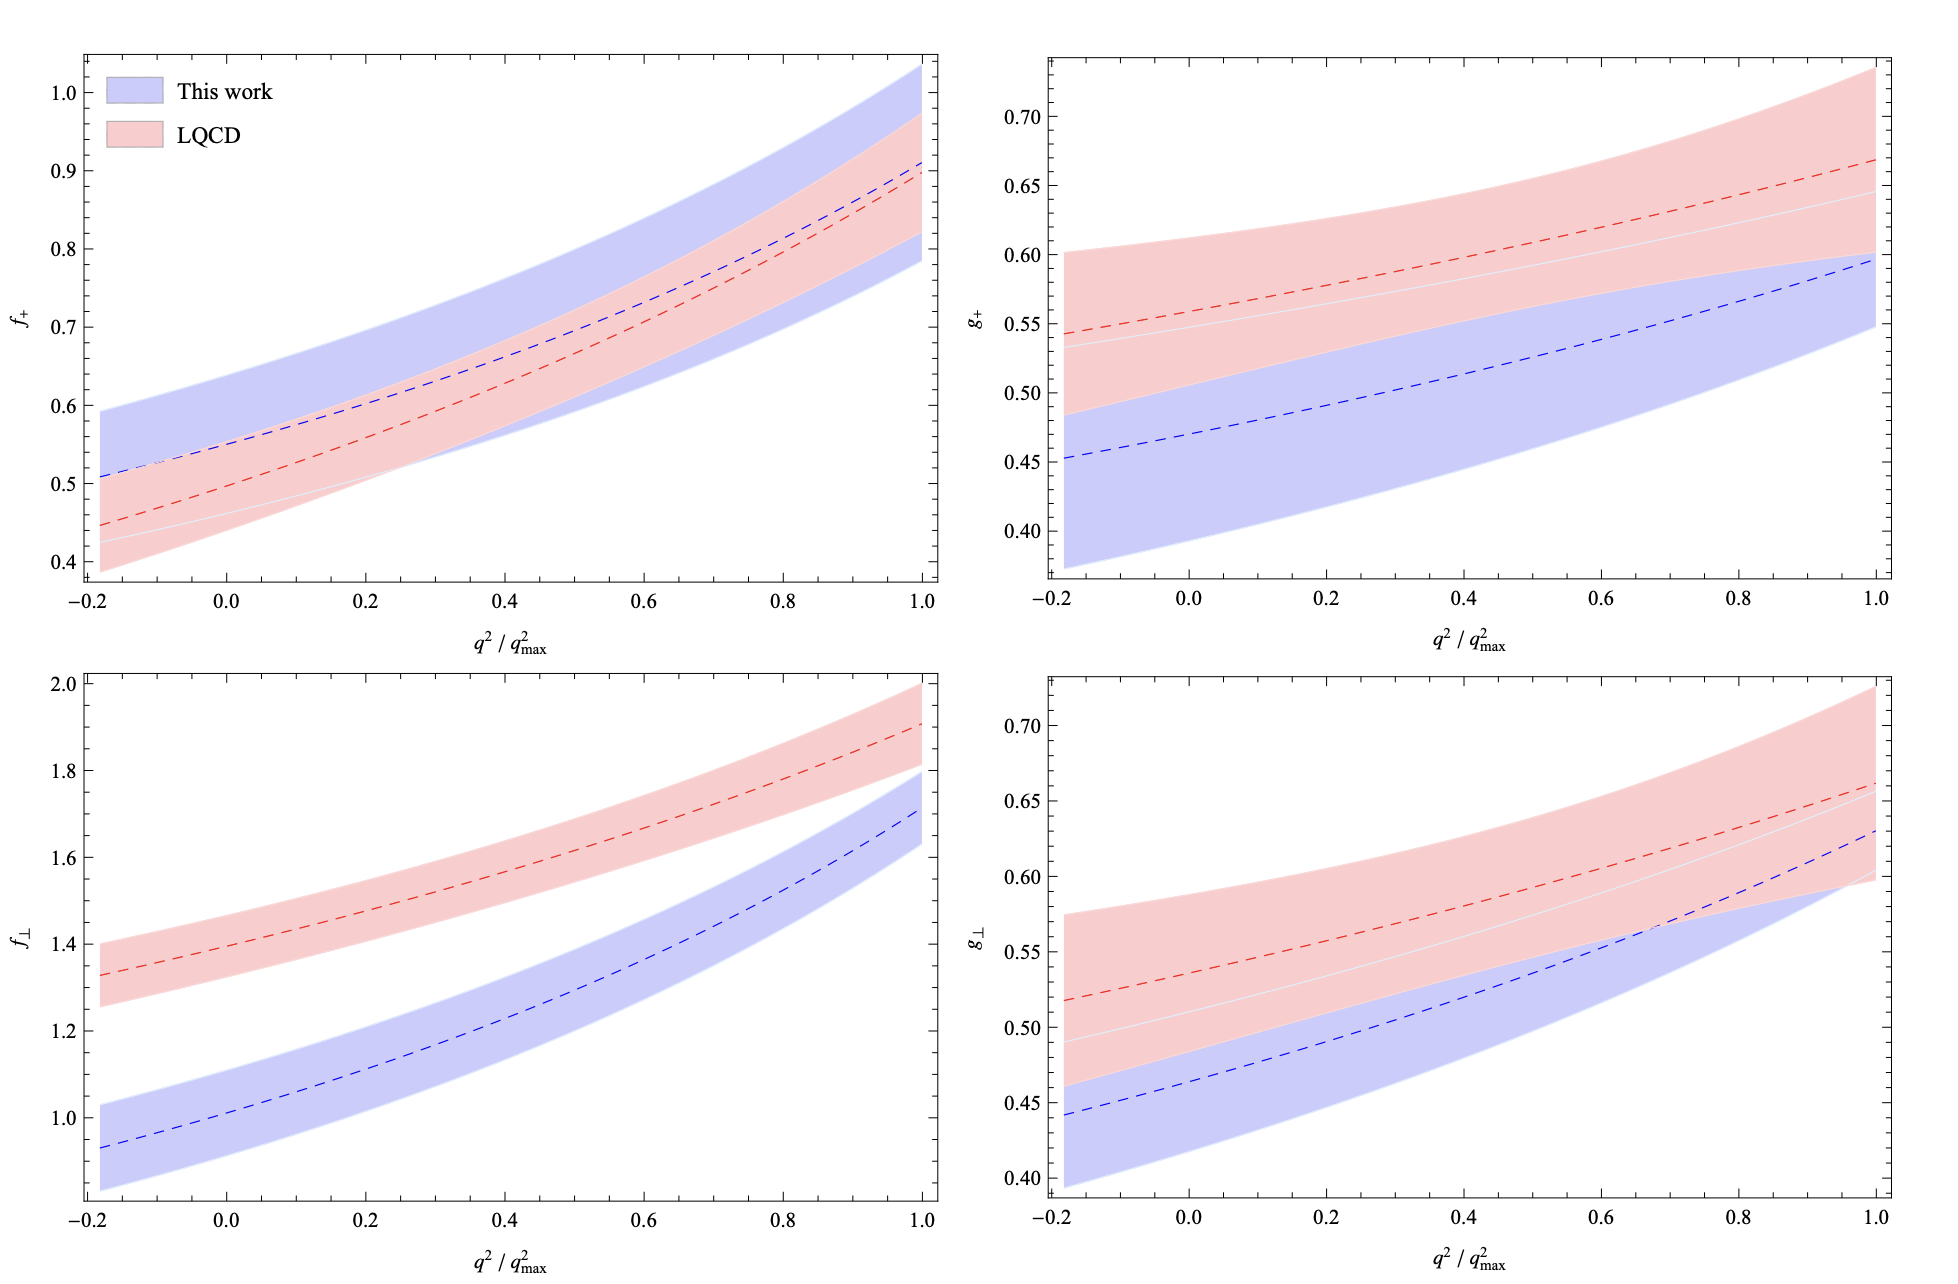 This work
LQCD
1.0
0.9
0.8
0.7
0.6
0.5
0.4
f+
−0.2 0.0 0.2 0.4 0.6 0.8 1.0
q² / q²max
0.70
0.65
0.60
0.55
0.50
0.45
0.40
g+
−0.2 0.0 0.2 0.4 0.6 0.8 1.0
q² / q²max
2.0
1.8
1.6
1.4
1.2
1.0
f⊥
−0.2 0.0 0.2 0.4 0.6 0.8 1.0
q² / q²max
0.70
0.65
0.60
0.55
0.50
0.45
0.40
g⊥
−0.2 0.0 0.2 0.4 0.6 0.8 1.0
q² / q²max